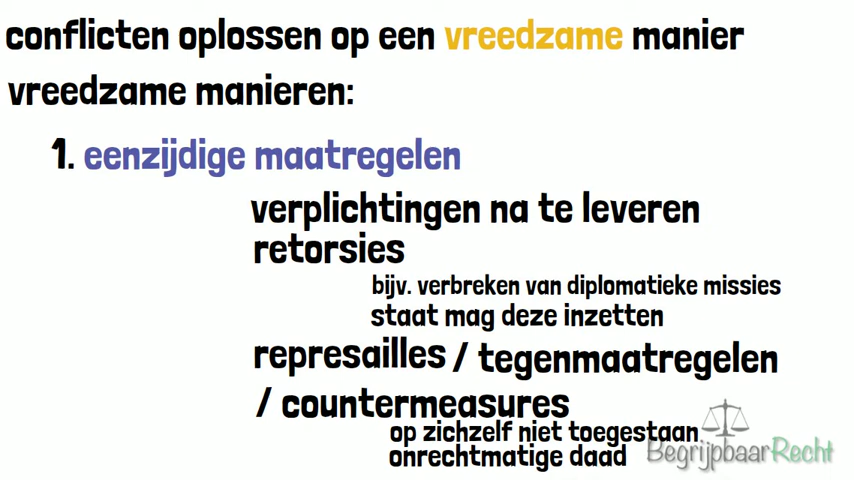 conflicten oplossen op een vreedzame manier
vreedzame manieren:
1. eenzijdige maatregelen
verplichtingen na te leveren
retorsies
bijv. verbreken van diplomatieke missies
staat mag deze inzetten
represailles / tegenmaatregelen
/ countermeasures
op zichzelf niet toegestaan
onrechtmatige daad
BegrijpbaarRecht